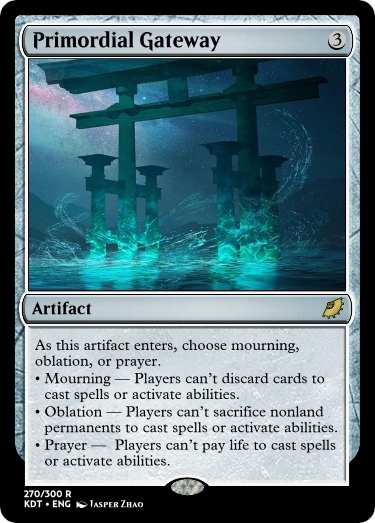 Primordial Gateway 3
Artifact
As this artifact enters, choose mourning,
oblation, or prayer.
• Mourning — Players can't discard cards to
cast spells or activate abilities.
• Oblation — Players can't sacrifice nonland
permanents to cast spells or activate abilities.
• Prayer — Players can't pay life to cast spells
or activate abilities.
270/300 R
KDT • ENG Jasper Zhao